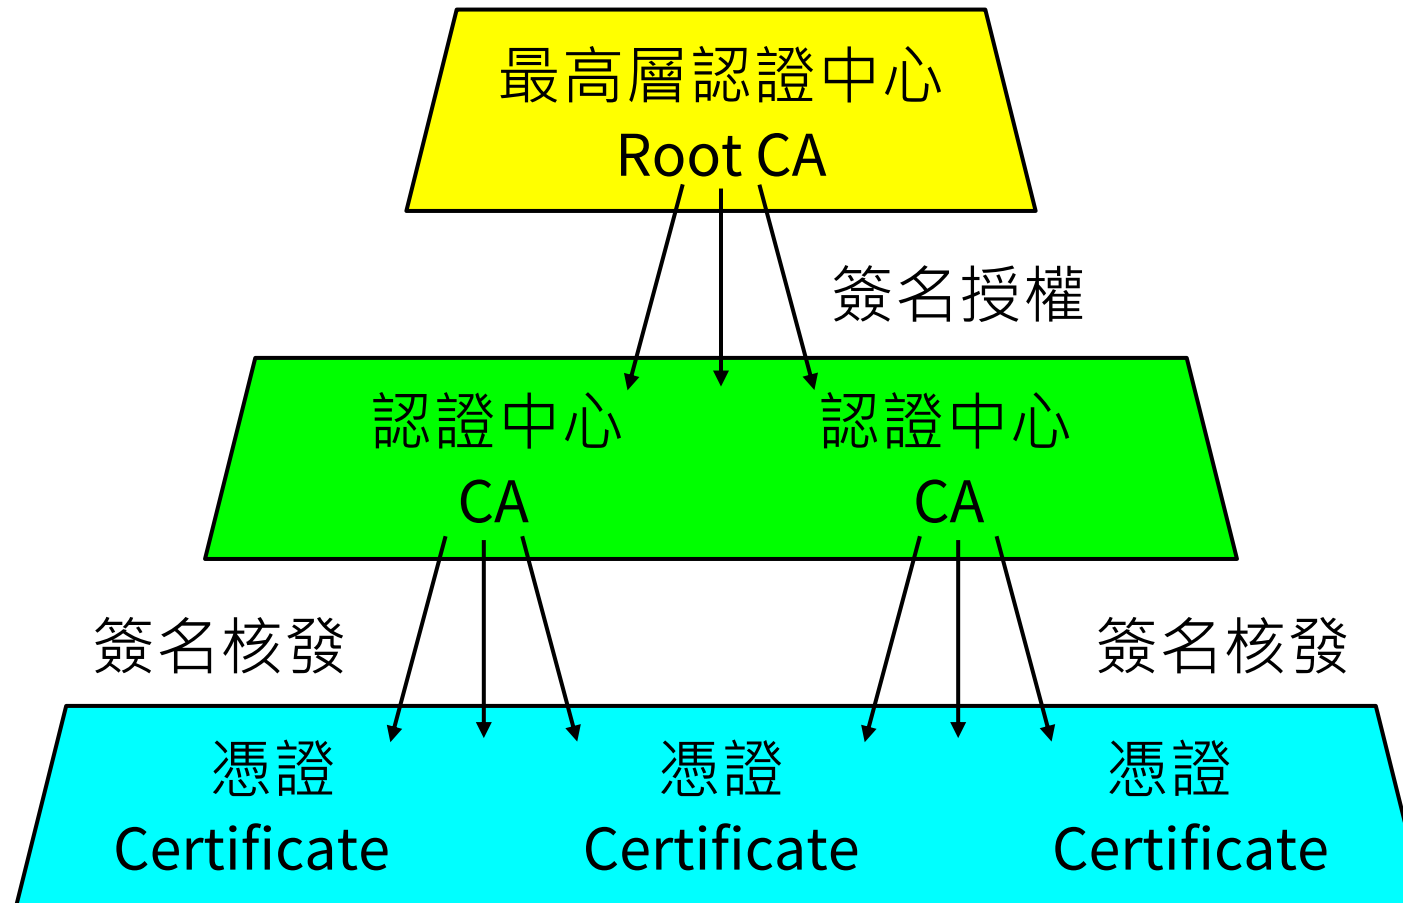 最高層認證中心
Root CA
簽名授權
認證中心 認證中心
CA CA
簽名核發 簽名核發
憑證 憑證 憑證
Certificate Certificate Certificate